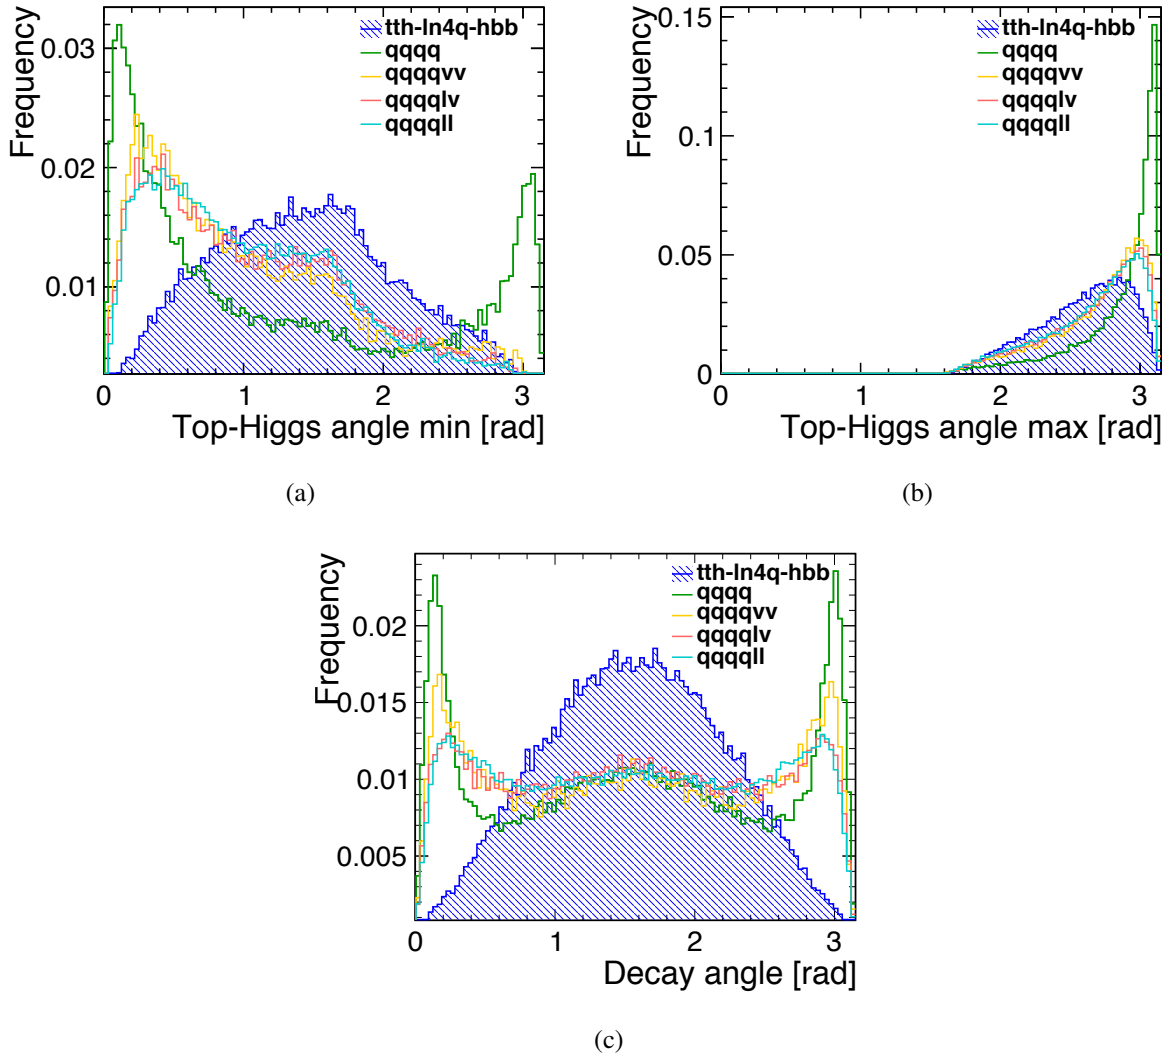 Frequency
0.03
0.02
0.01
tth-ln4q-hbb
qqqq
qqqqvv
qqqqlv
qqqqll
0 1 2 3
Top-Higgs angle min [rad]
(a)
Frequency
0.15
0.1
0.05
0
tth-ln4q-hbb
qqqq
qqqqvv
qqqqlv
qqqqll
0 1 2 3
Top-Higgs angle max [rad]
(b)
Frequency
0.02
0.015
0.01
0.005
tth-ln4q-hbb
qqqq
qqqqvv
qqqqlv
qqqqll
0 1 2 3
Decay angle [rad]
(c)